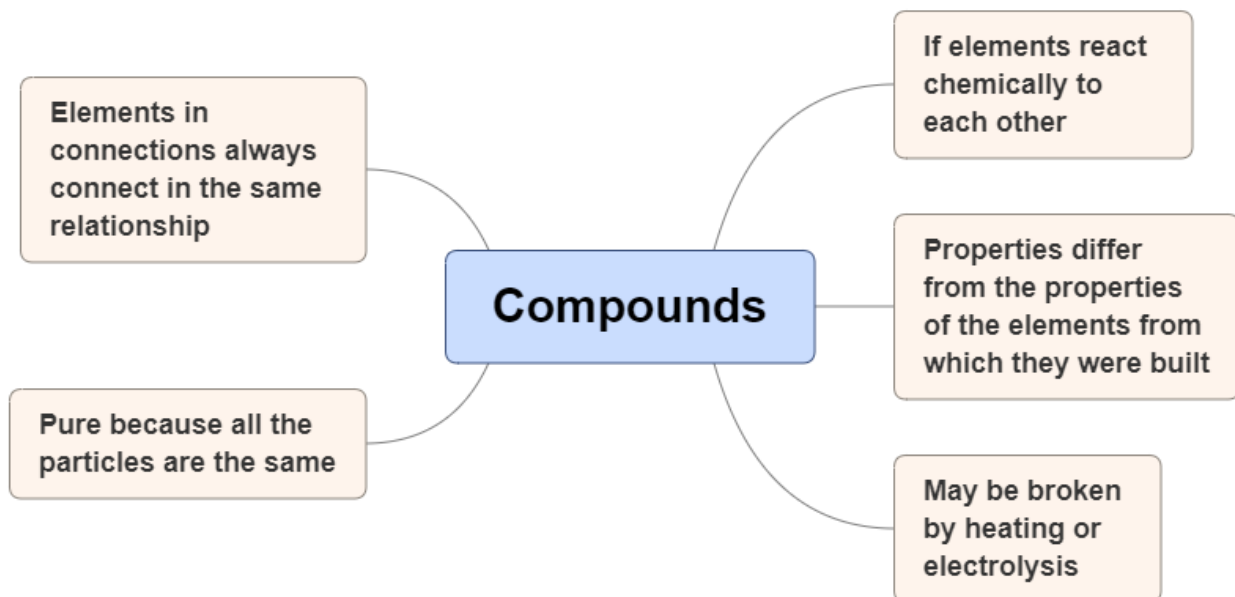 Elements in
connections always
connect in the same
relationship
Pure because all the
particles are the same
Compounds
If elements react
chemically to
each other
Properties differ
from the properties
of the elements from
which they were built
May be broken
by heating or
electrolysis